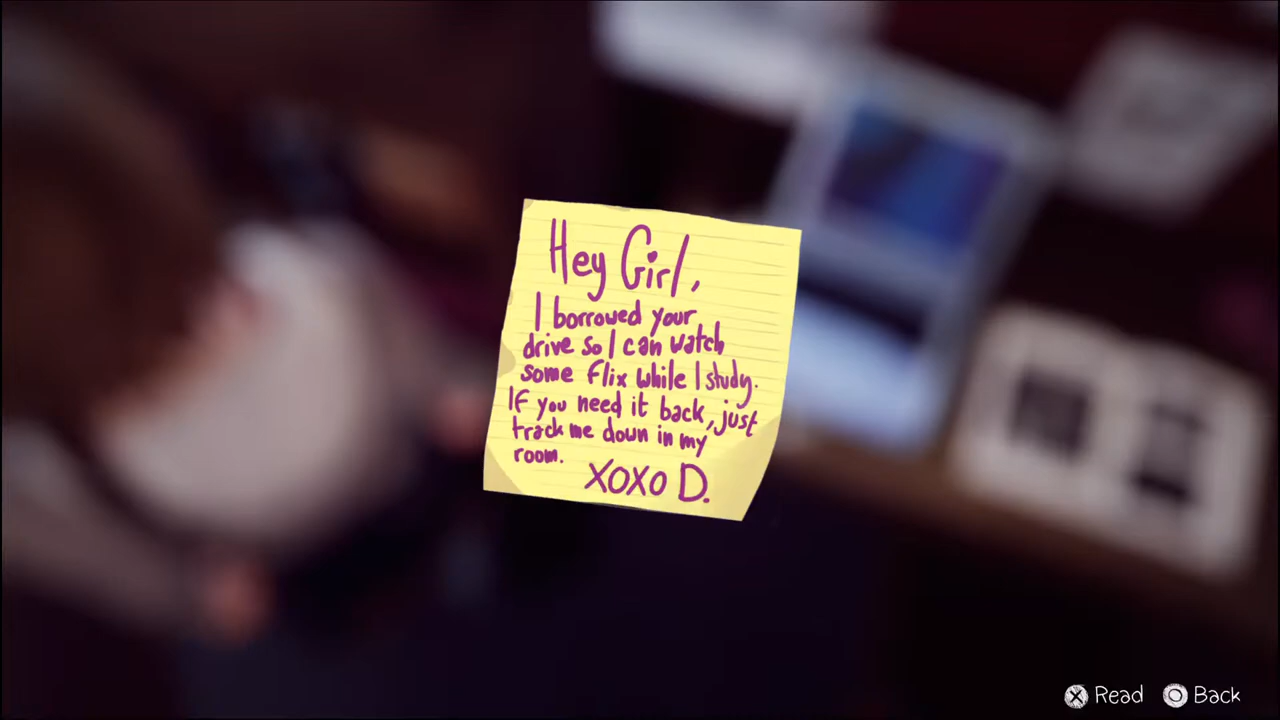 Hey Girl,
I borrowed your
drive so I can watch
some flix while I study.
If you need it back, just
track me down in my
room.
XOXO D.
Read Back